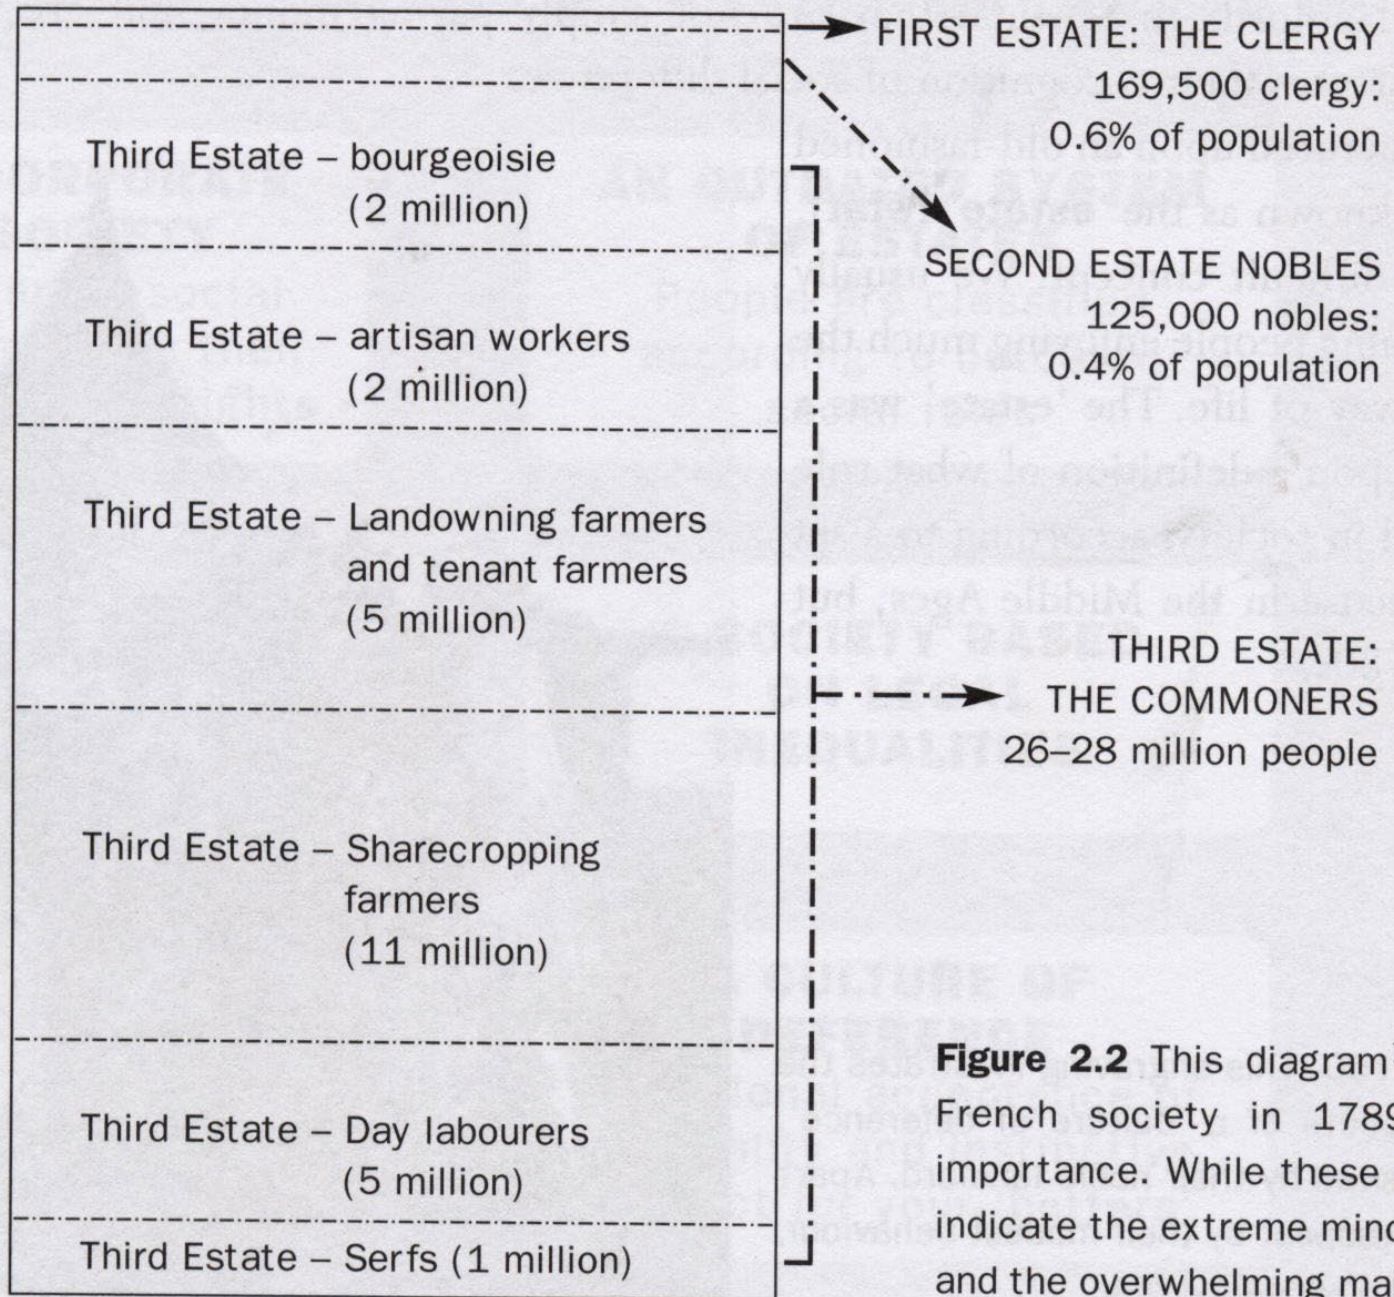 FIRST ESTATE: THE CLERGY
169,500 clergy:
0.6% of population
SECOND ESTATE NOBLES
125,000 nobles:
0.4% of population
Third Estate – bourgeoisie
(2 million)
Third Estate – artisan workers
(2 million)
Third Estate – Landowning farmers
and tenant farmers
(5 million)
Third Estate – Sharecropping
farmers
(11 million)
Third Estate – Day labourers
(5 million)
Third Estate – Serfs (1 million)
THIRD ESTATE:
THE COMMONERS
26–28 million people
Figure 2.2 This diagram
French society in 1789
importance. While these
indicate the extreme
and the overwhelming